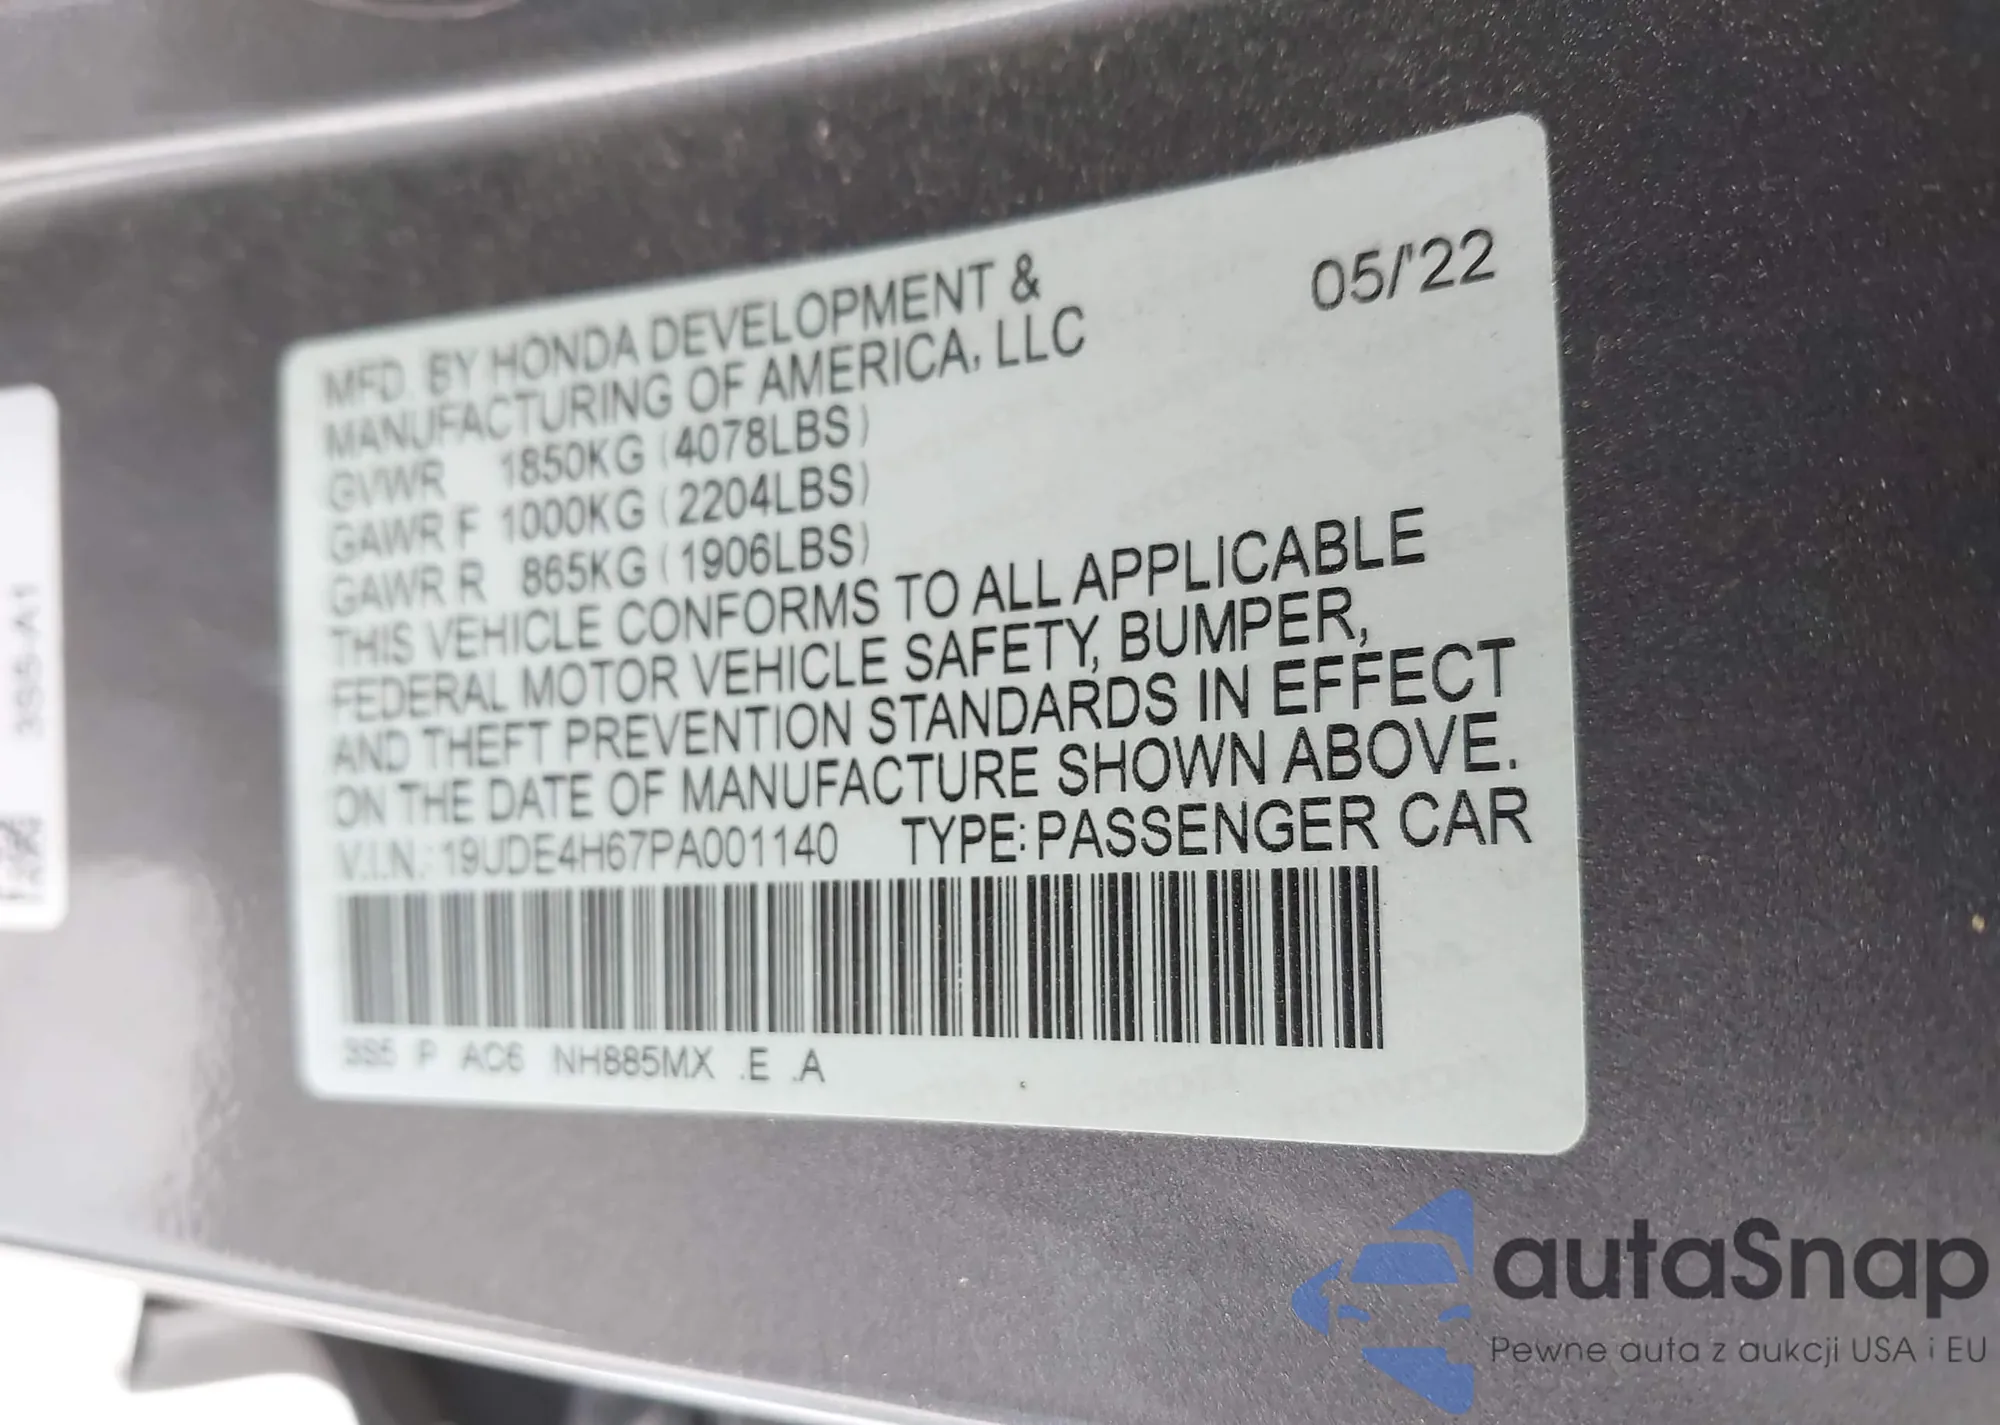 MFD. BY HONDA DEVELOPMENT &
MANUFACTURING OF AMERICA, LLC
05/'22
GVWR 1850KG (4078LBS)
GAWR F 1000KG (2204LBS)
GAWR R 865KG (1906LBS)
THIS VEHICLE CONFORMS TO ALL APPLICABLE
FEDERAL MOTOR VEHICLE SAFETY, BUMPER,
AND THEFT PREVENTION STANDARDS IN EFFECT
ON THE DATE OF MANUFACTURE SHOWN ABOVE.
V.I.N.: 19UDE4H67PA001140 TYPE: PASSENGER CAR
3S5 P AC6 NH885MX .E .A
3S5-A1
autaSnap
Pewne auta z aukcji USA i EU